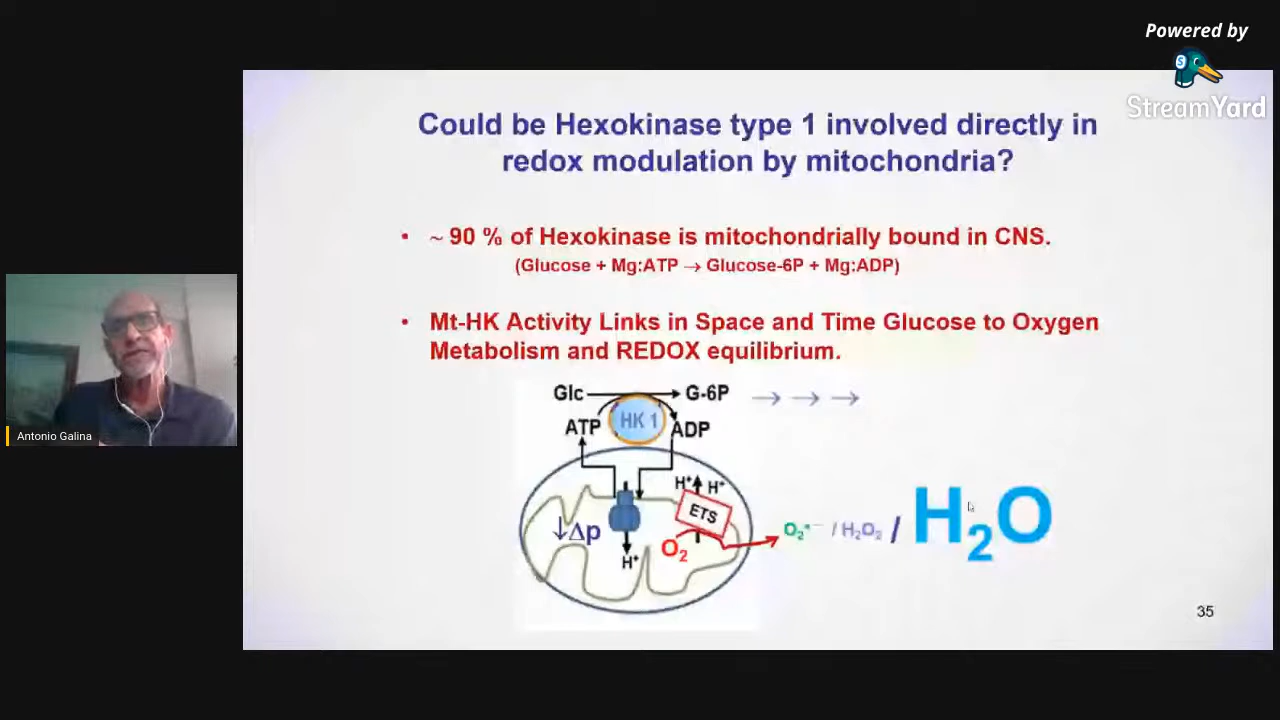 Powered by
StreamYard
Could be Hexokinase type 1 involved directly in
redox modulation by mitochondria?
• ~ 90 % of Hexokinase is mitochondrially bound in CNS.
(Glucose + Mg:ATP → Glucose-6P + Mg:ADP)
• Mt-HK Activity Links in Space and Time Glucose to Oxygen
Metabolism and REDOX equilibrium.
Glc → G-6P → → →
HK 1
ATP ADP
H⁺ H⁺
ETS
↓Δp
O₂
H⁺
O₂•⁻ / H₂O₂ / H₂O
Antonio Galina
35